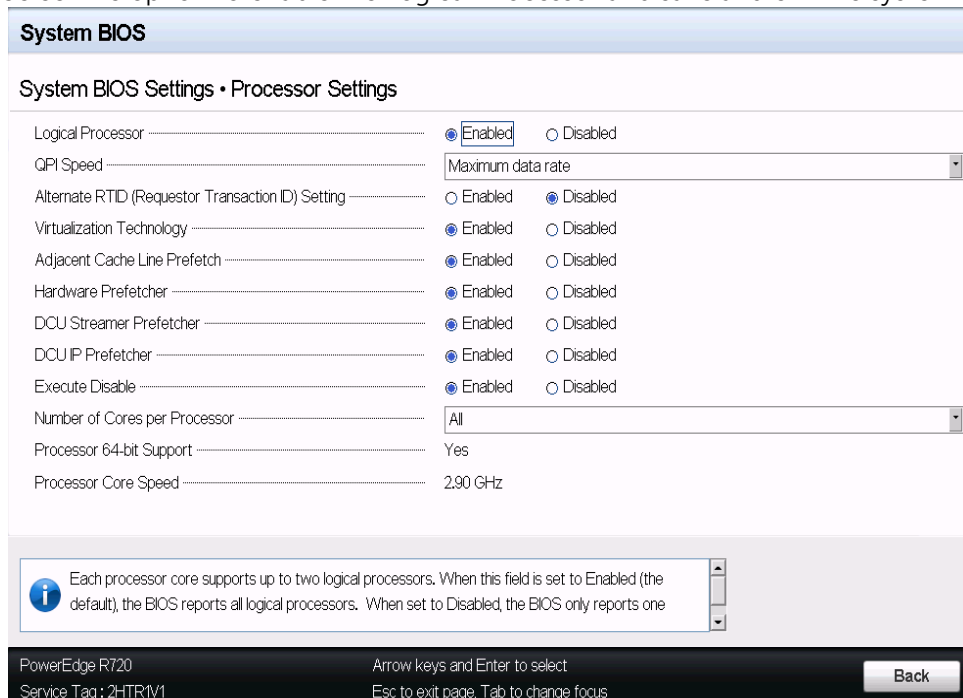 System BIOS
System BIOS Settings • Processor Settings
Logical Processor Enabled Disabled
QPI Speed Maximum data rate
Alternate RTID (Requestor Transaction ID) Setting Enabled Disabled
Virtualization Technology Enabled Disabled
Adjacent Cache Line Prefetch Enabled Disabled
Hardware Prefetcher Enabled Disabled
DCU Streamer Prefetcher Enabled Disabled
DCU IP Prefetcher Enabled Disabled
Execute Disable Enabled Disabled
Number of Cores per Processor All
Processor 64-bit Support Yes
Processor Core Speed 2.90 GHz
Each processor core supports up to two logical processors. When this field is set to Enabled (the
default), the BIOS reports all logical processors. When set to Disabled, the BIOS only reports one
PowerEdge R720 Arrow keys and Enter to select
Service Tag : 2HTR1V1 Esc to exit page, Tab to change focus
Back